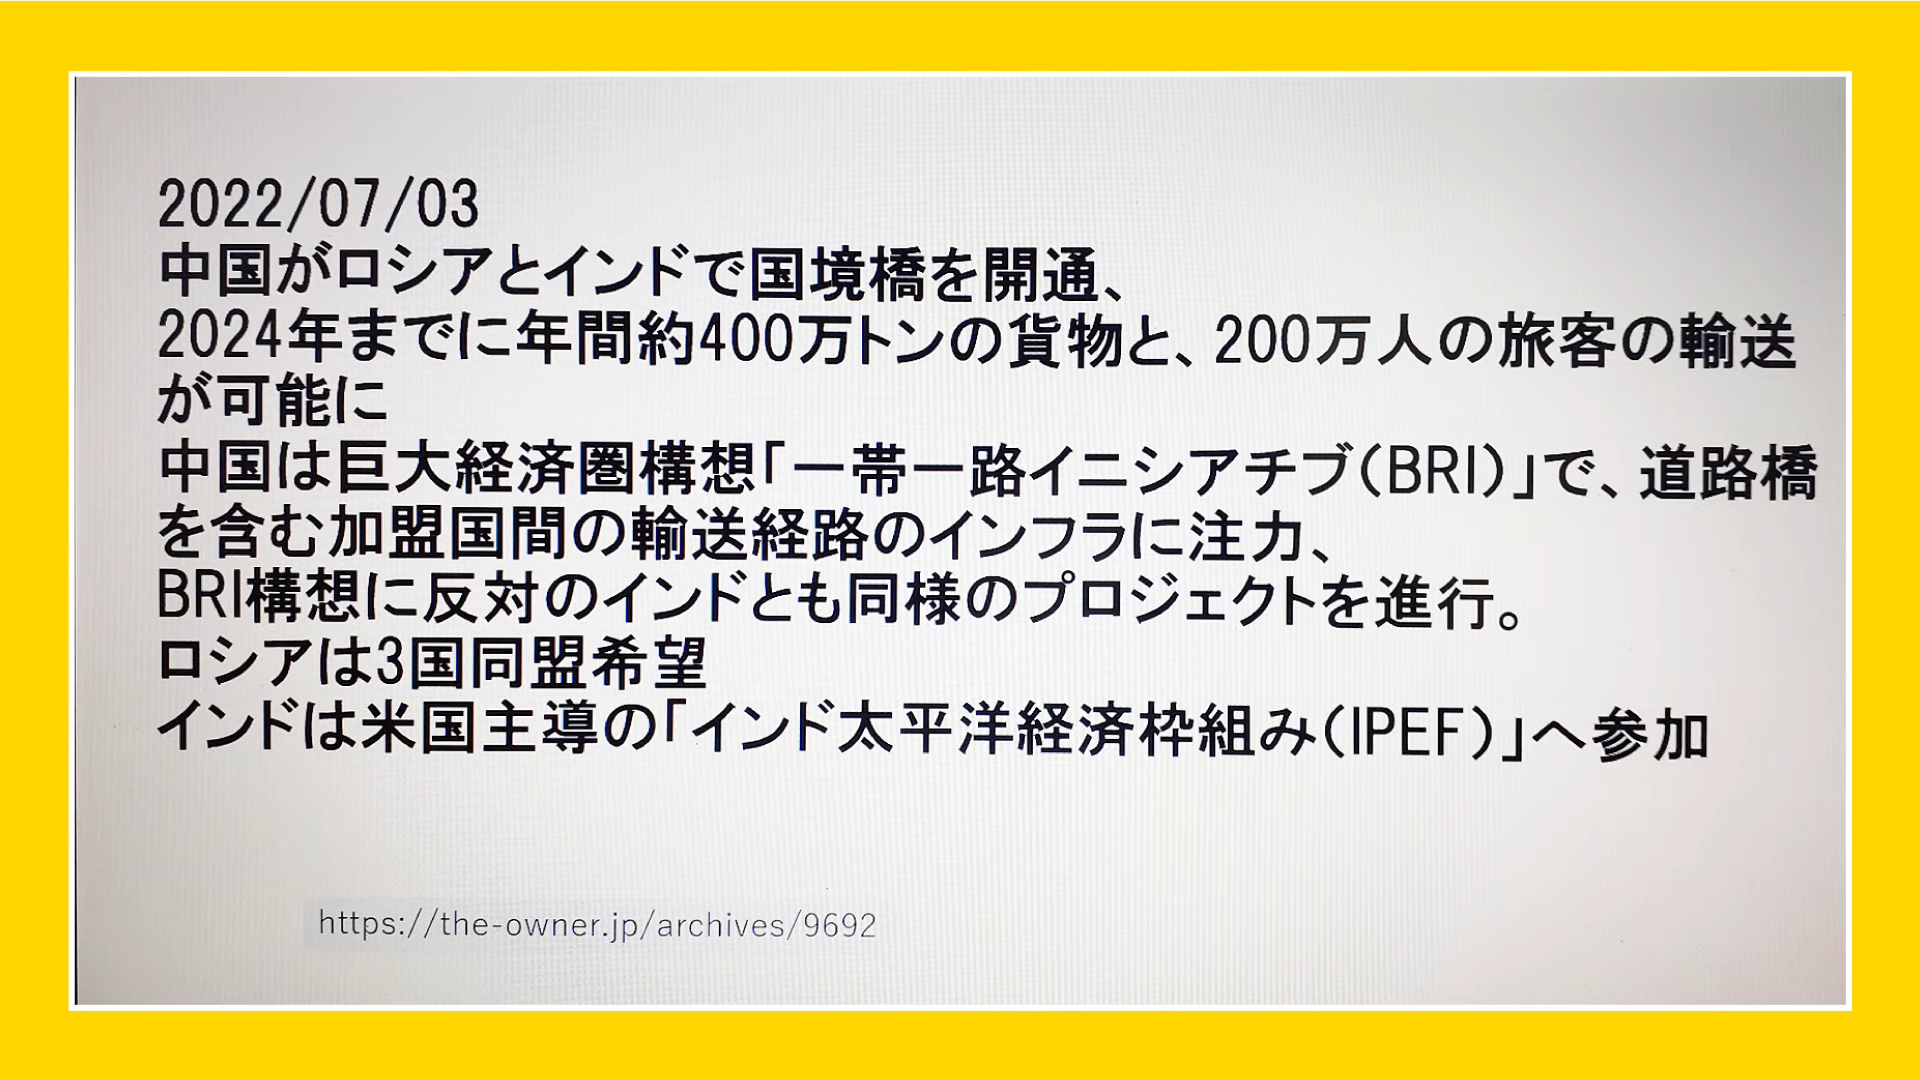 2022/07/03
中国がロシアとインドで国境橋を開通、
2024年までに年間約400万トンの貨物と、200万人の旅客の輸送
が可能に
中国は巨大経済圏構想「一帯一路イニシアチブ(BRI)」で、道路橋
を含む加盟国間の輸送経路のインフラに注力、
BRI構想に反対のインドとも同様のプロジェクトを進行。
ロシアは3国同盟希望
インドは米国主導の「インド太平洋経済枠組み(IPEF)」へ参加
https://the-owner.jp/archives/9692